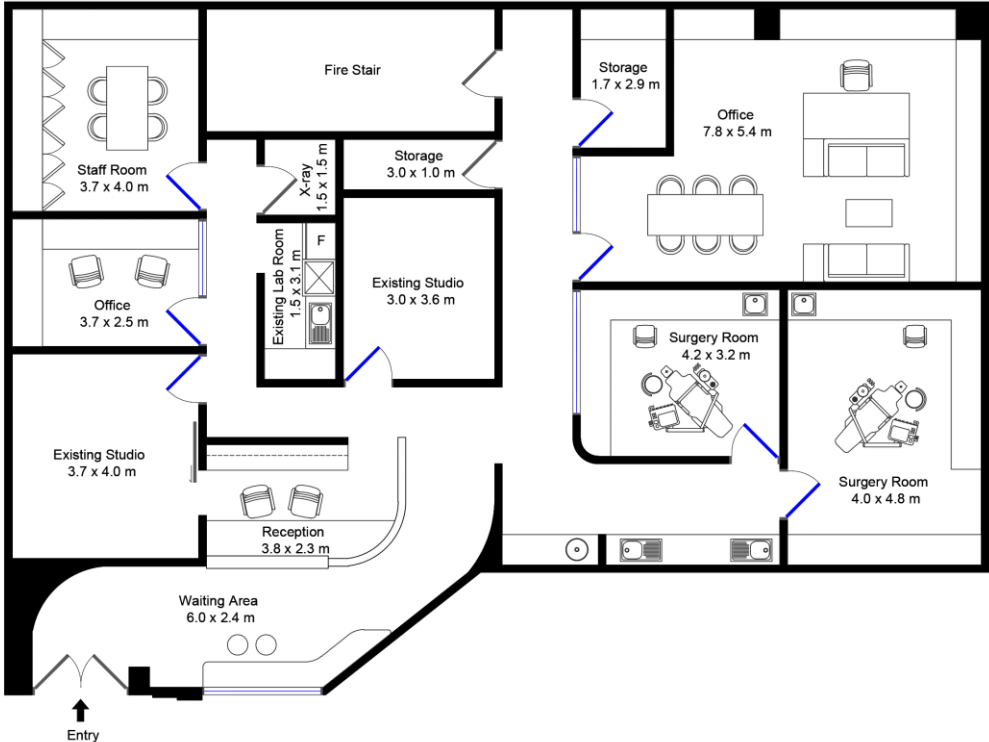 Fire Stair
Storage
1.7 x 2.9 m
Office
7.8 x 5.4 m
Staff Room
3.7 x 4.0 m
X-ray
1.5 x 1.5 m
Storage
3.0 x 1.0 m
F
Existing Lab Room
1.5 x 3.1 m
Existing Studio
3.0 x 3.6 m
Office
3.7 x 2.5 m
Surgery Room
4.2 x 3.2 m
Existing Studio
3.7 x 4.0 m
Surgery Room
4.0 x 4.8 m
Reception
3.8 x 2.3 m
Waiting Area
6.0 x 2.4 m
Entry